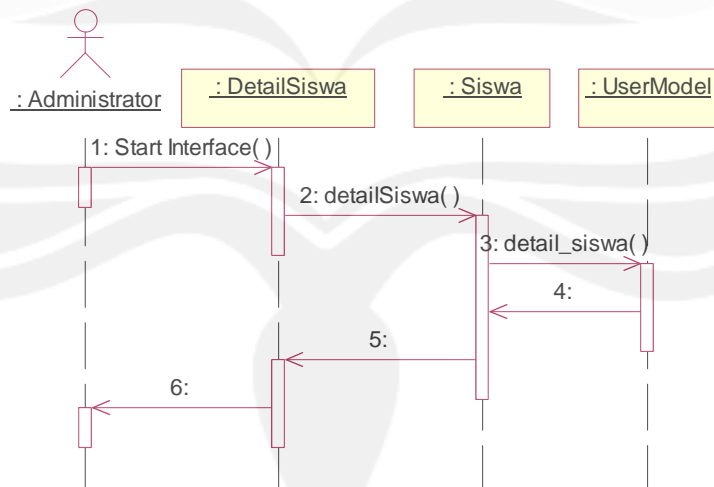 : Administrator
: DetailSiswa
: Siswa
: UserModel
1: Start Interface( )
2: detailSiswa( )
3: detail_siswa( )
4:
5:
6: